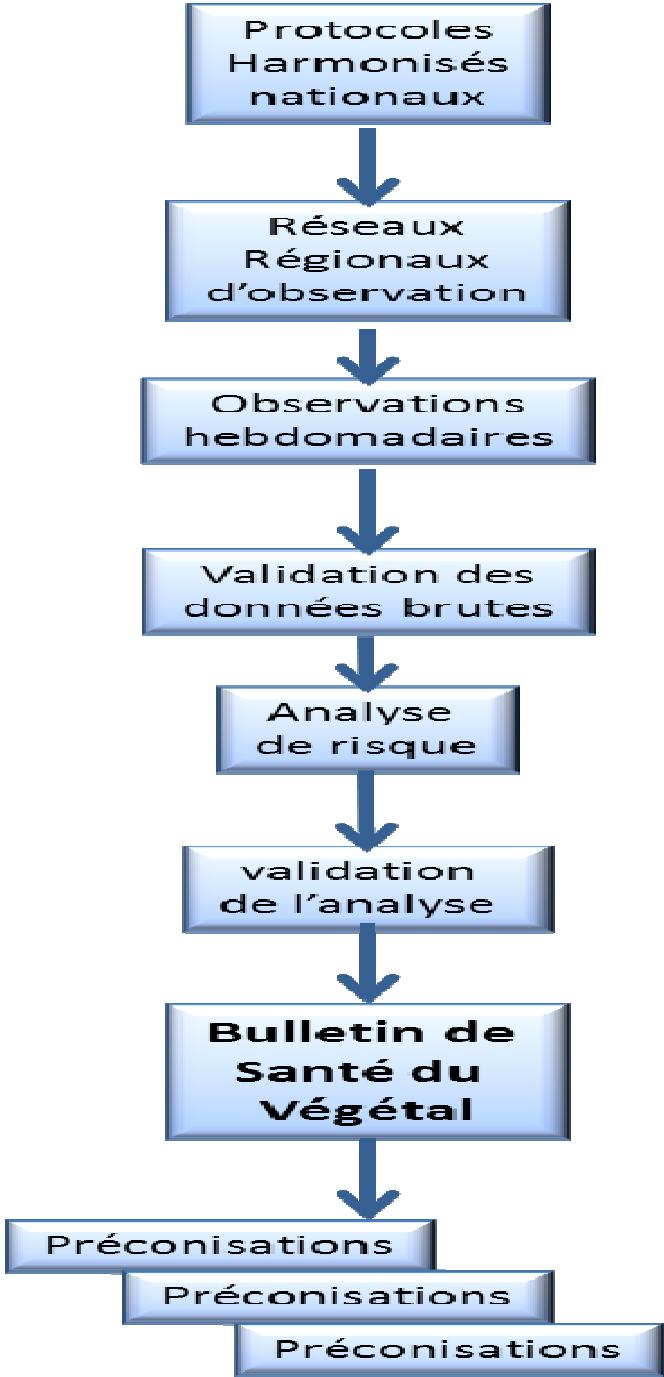 Protocoles
Harmonisés
nationaux
Réseaux
Régionaux
d'observation
Observations
hebdomadaires
Validation des
données brutes
Analyse
de risque
validation
de l'analyse
Bulletin de
Santé du
Végétal
Préconisations
Préconisations
Préconisations